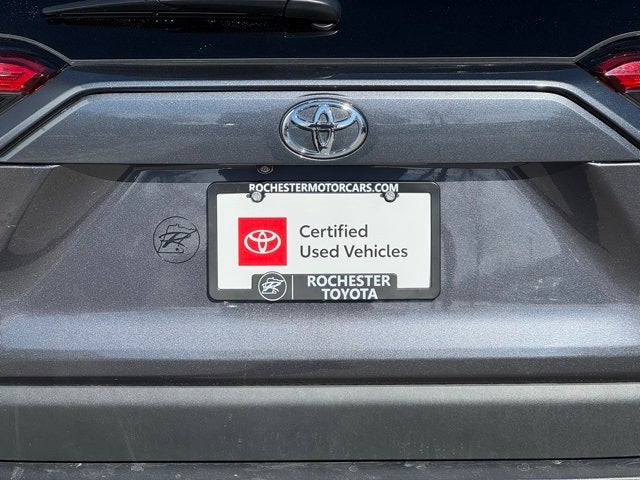 ROCHESTERMOTORCARS.COM
Certified
Used Vehicles
ROCHESTER
TOYOTA